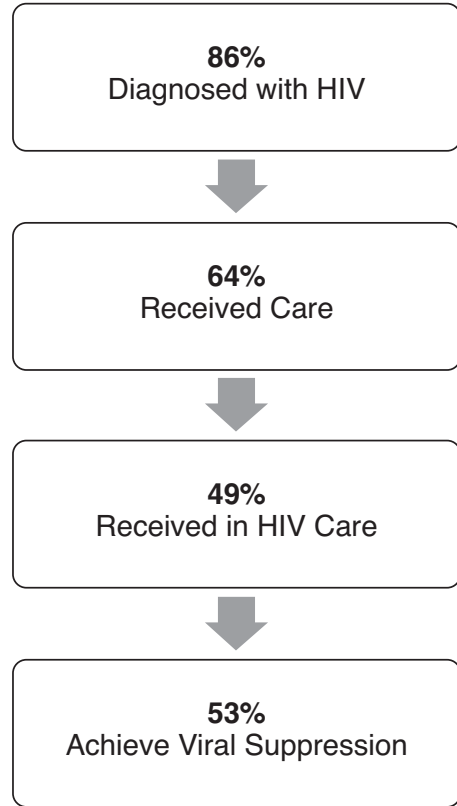 86%
Diagnosed with HIV
64%
Received Care
49%
Received in HIV Care
53%
Achieve Viral Suppression